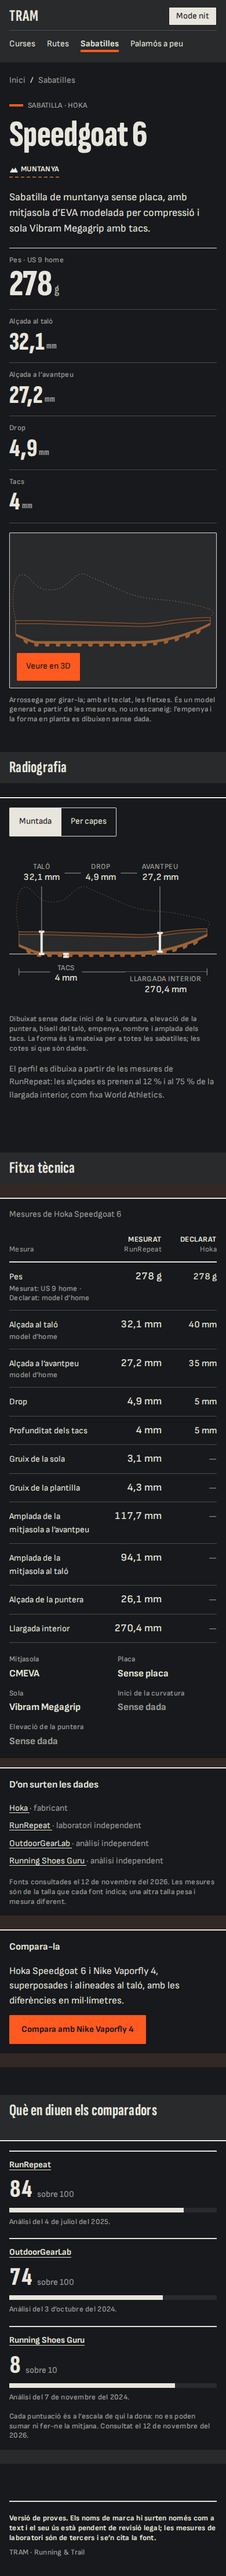 TRAM
Mode nit
Curses Rutes Sabatilles Palamós a peu
Inici / Sabatilles
SABATILLA · HOKA
Speedgoat 6
MUNTANYA
Sabatilla de muntanya sense placa, amb
mitjasola d’EVA modelada per compressió i
sola Vibram Megagrip amb tacs.
Pes · US 9 home
278 g
Alçada al taló
32,1 mm
Alçada a l’avantpeu
27,2 mm
Drop
4,9 mm
Tacs
4 mm
Veure en 3D
Arrossega per girar-la; amb el teclat, les fletxes. És un model
generat a partir de les mesures, no un escaneig: l’empenya i
la forma en planta es dibuixen sense dada.
Radiografia
Muntada Per capes
TALÓ DROP AVANTPEU
32,1 mm 4,9 mm 27,2 mm
TACS
4 mm
LLARGADA INTERIOR
270,4 mm
Dibuixat sense dada: inici de la curvatura, elevació de la
puntera, bisell del taló, empenya, nombre i amplada dels
tacs. La forma és la mateixa per a totes les sabatilles; les
cotes sí que són dades.
El perfil es dibuixa a partir de les mesures de
RunRepeat: les alçades es prenen al 12 % i al 75 % de la
llargada interior, com fixa World Athletics.
Fitxa tècnica
Mesures de Hoka Speedgoat 6
MESURAT DECLARAT
Mesura RunRepeat Hoka
Pes 278 g 278 g
Mesurat: US 9 home ·
Declarat: model d’home
Alçada al taló 32,1 mm 40 mm
model d’home
Alçada a l’avantpeu 27,2 mm 35 mm
model d’home
Drop 4,9 mm 5 mm
Profunditat dels tacs 4 mm 5 mm
Gruix de la sola 3,1 mm —
Gruix de la plantilla 4,3 mm —
Amplada de la 117,7 mm —
mitjasola a l’avantpeu
Amplada de la 94,1 mm —
mitjasola al taló
Alçada de la puntera 26,1 mm —
Llargada interior 270,4 mm —
Mitjasola Placa
CMEVA Sense placa
Sola Inici de la curvatura
Vibram Megagrip Sense dada
Elevació de la puntera
Sense dada
D’on surten les dades
Hoka · fabricant
RunRepeat · laboratori independent
OutdoorGearLab · anàlisi independent
Running Shoes Guru · anàlisi independent
Fonts consultades el 12 de novembre del 2026. Les mesures
són de la talla que cada font indica; una altra talla pesa i
mesura diferent.
Compara-la
Hoka Speedgoat 6 i Nike Vaporfly 4,
superposades i alineades al taló, amb les
diferències en mil·límetres.
Compara amb Nike Vaporfly 4
Què en diuen els comparadors
RunRepeat
84 sobre 100
Anàlisi del 4 de juliol del 2025.
OutdoorGearLab
74 sobre 100
Anàlisi del 3 d’octubre del 2024.
Running Shoes Guru
8 sobre 10
Anàlisi del 7 de novembre del 2024.
Cada puntuació és a l’escala de qui la dona: no es poden
sumar ni fer-ne la mitjana. Consultat el 12 de novembre del
2026.
Versió de proves. Els noms de marca hi surten només com a
text i el seu ús està pendent de revisió legal; les mesures de
laboratori són de tercers i se’n cita la font.
TRAM · Running & Trail